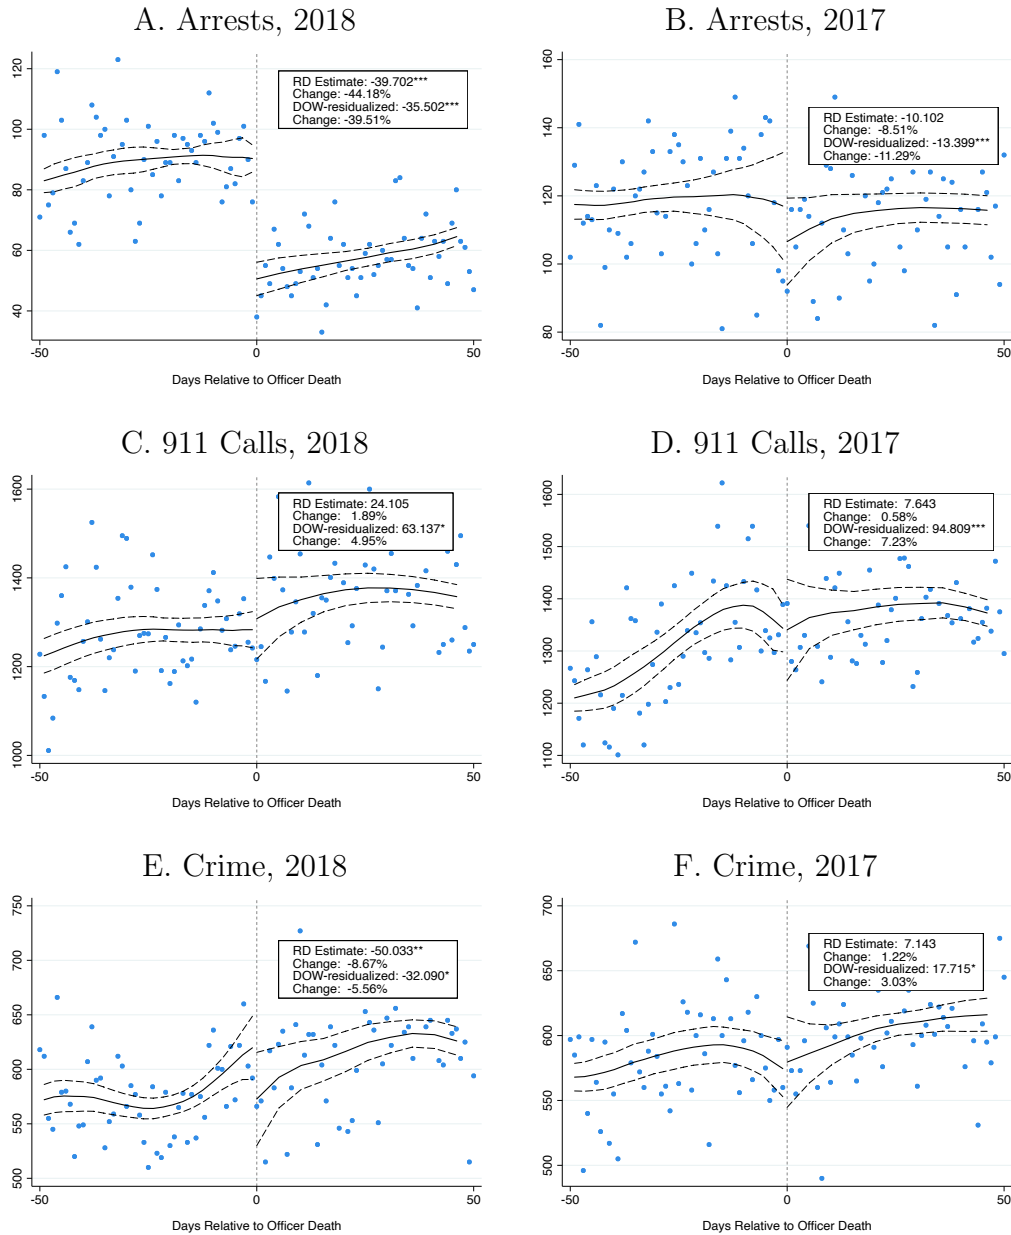 A. Arrests, 2018
120
100
80
60
40
RD Estimate: -39.702***
Change: -44.18%
DOW-residualized: -35.502***
Change: -39.51%
-50
0
50
Days Relative to Officer Death
B. Arrests, 2017
160
140
120
100
80
RD Estimate: -10.102
Change: -8.51%
DOW-residualized: -13.399***
Change: -11.29%
-50
0
50
Days Relative to Officer Death
C. 911 Calls, 2018
1600
1400
1200
1000
RD Estimate: 24.105
Change: 1.89%
DOW-residualized: 63.137*
Change: 4.95%
-50
0
50
Days Relative to Officer Death
D. 911 Calls, 2017
1600
1500
1400
1300
1200
1100
RD Estimate: 7.643
Change: 0.58%
DOW-residualized: 94.809***
Change: 7.23%
-50
0
50
Days Relative to Officer Death
E. Crime, 2018
750
700
650
600
550
500
RD Estimate: -50.033**
Change: -8.67%
DOW-residualized: -32.090*
Change: -5.56%
-50
0
50
Days Relative to Officer Death
F. Crime, 2017
700
650
600
550
500
RD Estimate: 7.143
Change: 1.22%
DOW-residualized: 17.715*
Change: 3.03%
-50
0
50
Days Relative to Officer Death